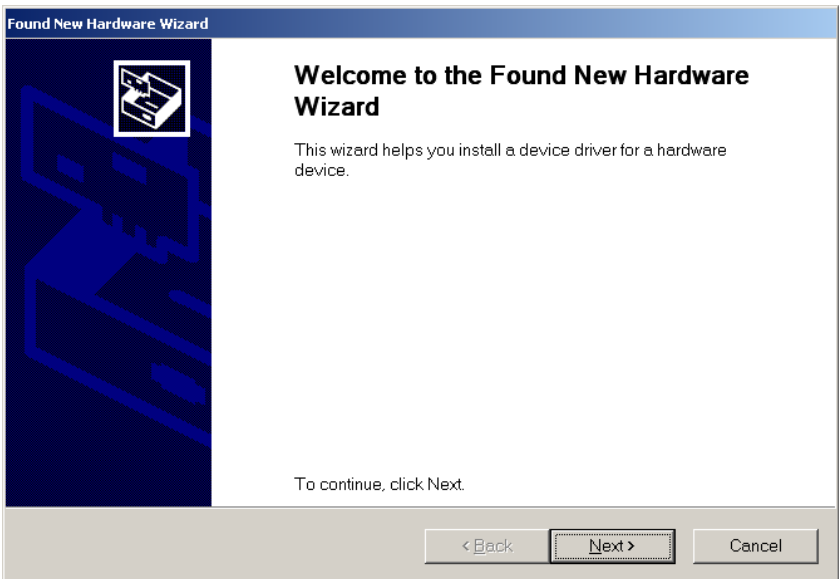 Found New Hardware Wizard
Welcome to the Found New Hardware
Wizard
This wizard helps you install a device driver for a hardware
device.
To continue, click Next.
< Back
Next >
Cancel